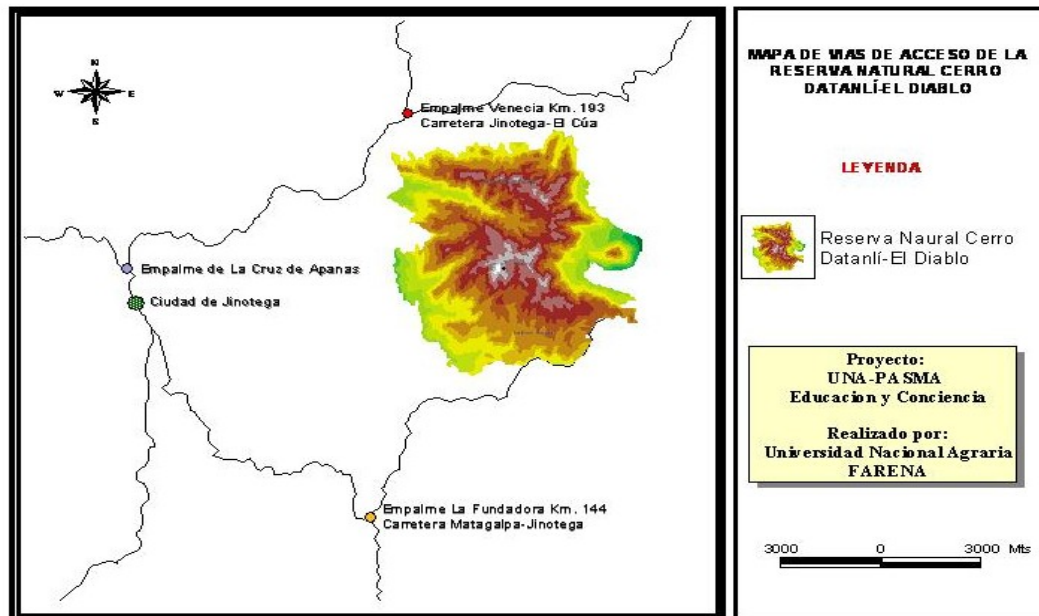 N
W E
S
Empalme Venecia Km. 193
Carretera Jinotega-El Cúa
Empalme de La Cruz de Apanas
Ciudad de Jinotega
Empalme La Fundadora Km. 144
Carretera Matagalpa-Jinotega
MAPA DE VIAS DE ACCESO DE LA
RESERVA NATURAL CERRO
DATANLÍ-EL DIABLO
LEYENDA
Reserva Naural Cerro
Datanlí-El Diablo
Proyecto:
UNA-PASMA
Educacion y Conciencia
Realizado por:
Universidad Nacional Agraria
FARENA
3000 0 3000 Mts